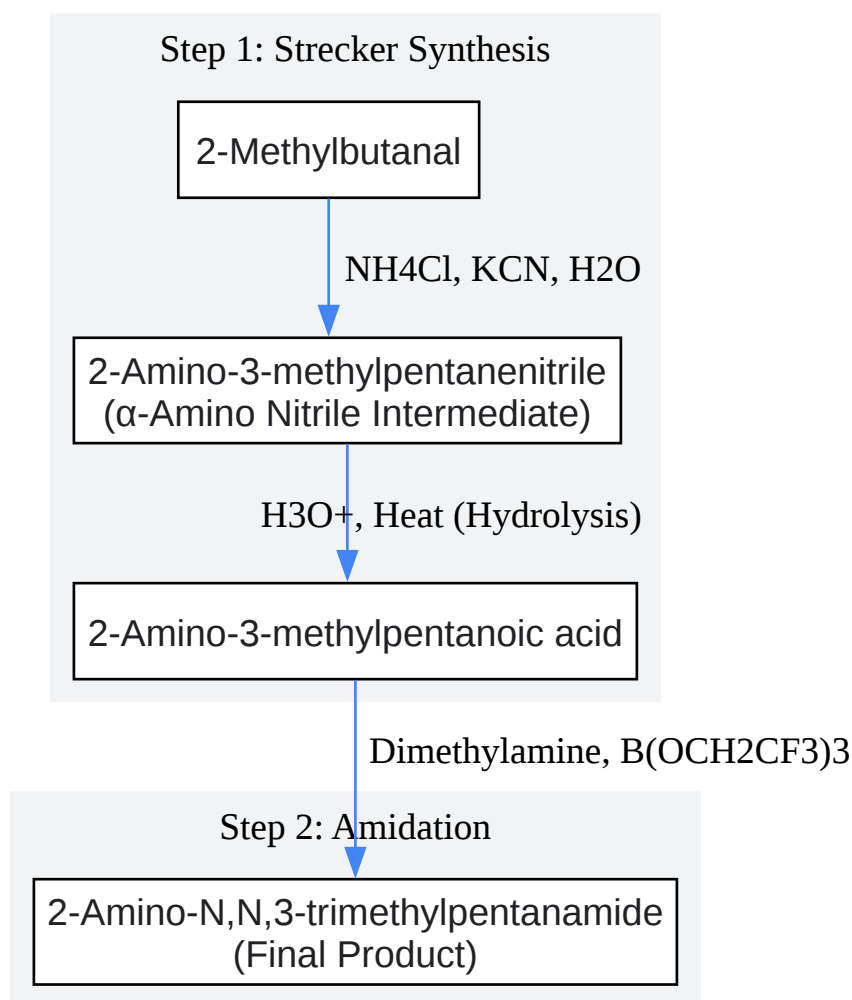 Step 1: Strecker Synthesis
2-Methylbutanal
NH4Cl, KCN, H2O
2-Amino-3-methylpentanenitrile
(α-Amino Nitrile Intermediate)
H3O+, Heat (Hydrolysis)
2-Amino-3-methylpentanoic acid
Dimethylamine, B(OCH2CF3)3
Step 2: Amidation
2-Amino-N,N,3-trimethylpentanamide
(Final Product)